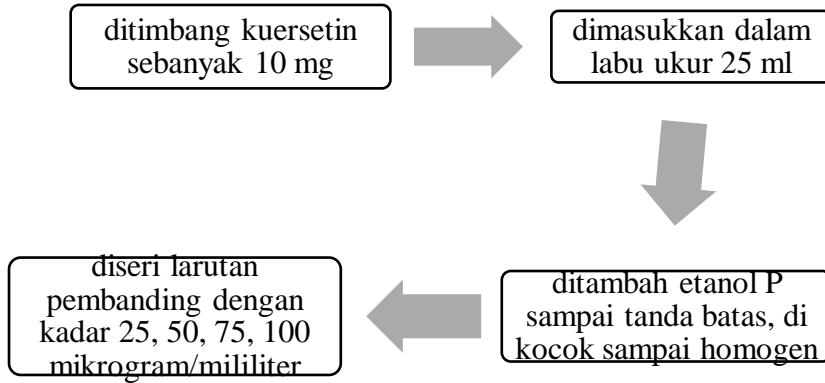 ditimbang kuersetin
sebanyak 10 mg
dimasukkan dalam
labu ukur 25 ml
ditambah etanol P
sampai tanda batas, di
kocok sampai homogen
diseri larutan
pembanding dengan
kadar 25, 50, 75, 100
mikrogram/mililiter